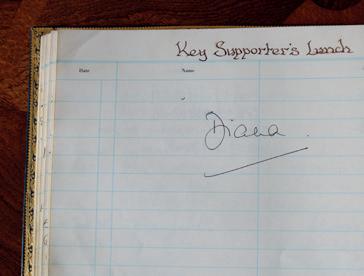 Key Supporter's Lunch
Date Name
Diana